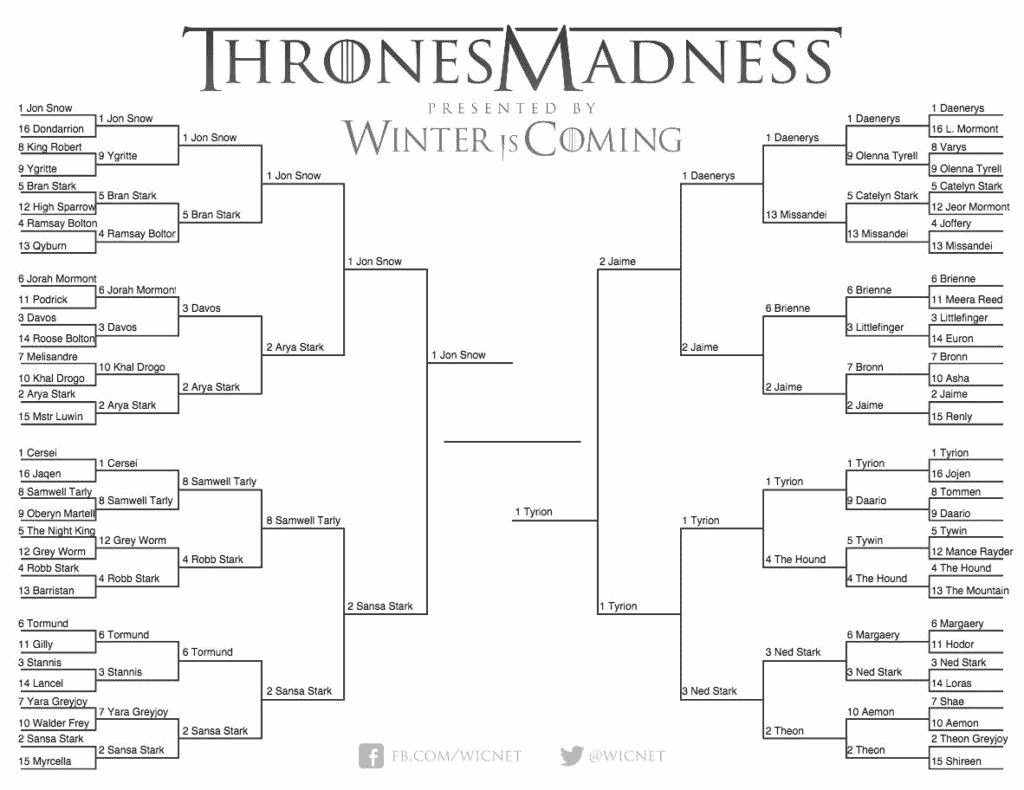 THRONES MADNESS
PRESENTED BY
WINTER IS COMING
1 Jon Snow
16 Dondarrion
8 King Robert
9 Ygritte
5 Bran Stark
12 High Sparrow
4 Ramsay Bolton
13 Qyburn
6 Jorah Mormont
11 Podrick
3 Davos
14 Roose Bolton
7 Melisandre
10 Khal Drogo
2 Arya Stark
15 Mstr Luwin
1 Cersei
16 Jaqen
8 Samwell Tarly
9 Oberyn Martell
5 The Night King
12 Grey Worm
4 Robb Stark
13 Barristan
6 Tormund
11 Gilly
3 Stannis
14 Lancel
7 Yara Greyjoy
10 Walder Frey
2 Sansa Stark
15 Myrcella
1 Jon Snow
9 Ygritte
5 Bran Stark
4 Ramsay Boltor
6 Jorah Mormont
3 Davos
10 Khal Drogo
2 Arya Stark
1 Cersei
8 Samwell Tarly
12 Grey Worm
4 Robb Stark
6 Tormund
3 Stannis
7 Yara Greyjoy
2 Sansa Stark
1 Jon Snow
5 Bran Stark
3 Davos
2 Arya Stark
8 Samwell Tarly
4 Robb Stark
6 Tormund
2 Sansa Stark
1 Jon Snow
2 Arya Stark
8 Samwell Tarly
2 Sansa Stark
1 Jon Snow
2 Sansa Stark
1 Jon Snow
1 Tyrion
2 Jaime
1 Tyrion
1 Daenerys
2 Jaime
1 Tyrion
3 Ned Stark
1 Daenerys
13 Missandei
6 Brienne
2 Jaime
1 Tyrion
4 The Hound
3 Ned Stark
2 Theon
1 Daenerys
9 Olenna Tyrell
5 Catelyn Stark
13 Missandei
6 Brienne
3 Littlefinger
7 Bronn
2 Jaime
1 Tyrion
9 Daario
5 Tywin
4 The Hound
6 Margaery
3 Ned Stark
10 Aemon
2 Theon
1 Daenerys
16 L. Mormont
8 Varys
9 Olenna Tyrell
5 Catelyn Stark
12 Jeor Mormont
4 Joffery
13 Missandei
6 Brienne
11 Meera Reed
3 Littlefinger
14 Euron
7 Bronn
10 Asha
2 Jaime
15 Renly
1 Tyrion
16 Jojen
8 Tommen
9 Daario
5 Tywin
12 Mance Rayder
4 The Hound
13 The Mountain
6 Margaery
11 Hodor
3 Ned Stark
14 Loras
7 Shae
10 Aemon
2 Theon Greyjoy
15 Shireen
FB.COM/WICNET
@WICNET